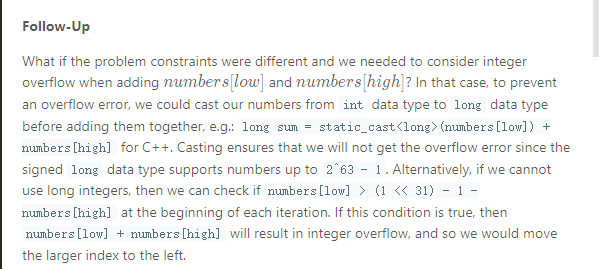 Follow-Up
What if the problem constraints were different and we needed to consider integer
overflow when adding numbers[low] and numbers[high]? In that case, to prevent
an overflow error, we could cast our numbers from int data type to long data type
before adding them together, e.g.: long sum = static_cast<long>(numbers[low]) +
numbers[high] for C++. Casting ensures that we will not get the overflow error since the
signed long data type supports numbers up to 2^63 - 1. Alternatively, if we cannot
use long integers, then we can check if numbers[low] > (1 << 31) - 1 -
numbers[high] at the beginning of each iteration. If this condition is true, then
numbers[low] + numbers[high] will result in integer overflow, and so we would move
the larger index to the left.